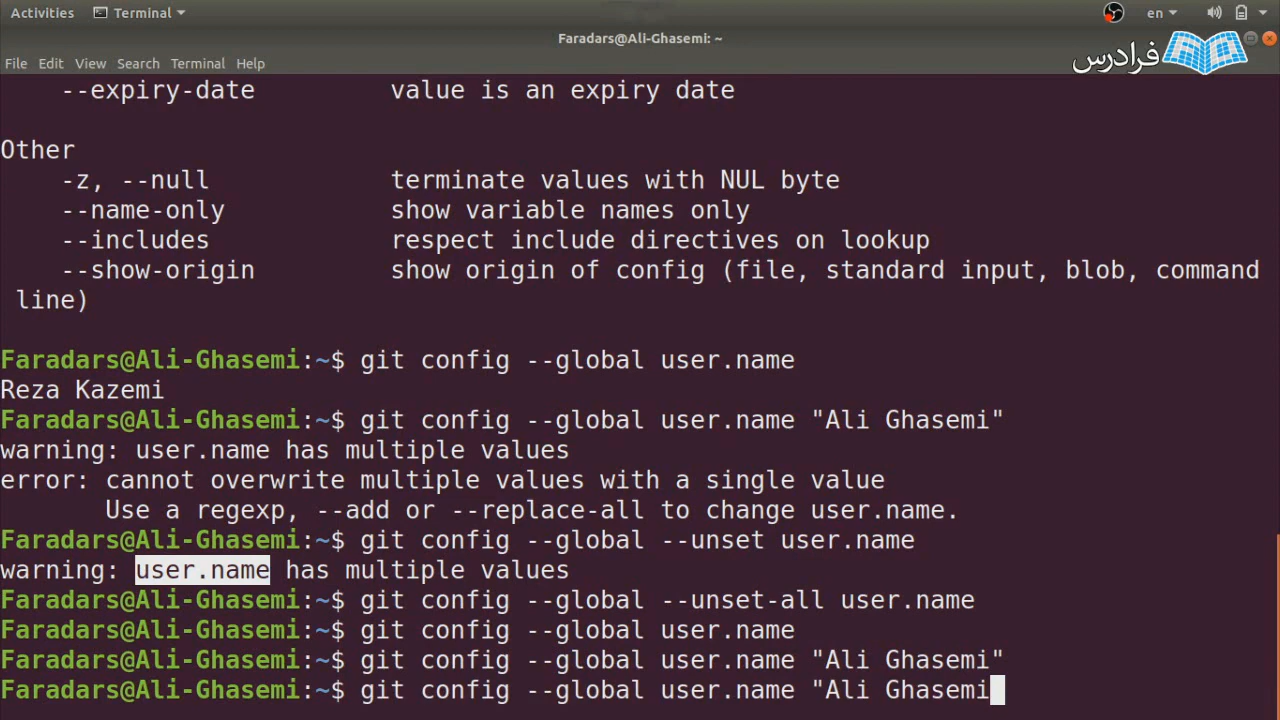 Activities Terminal en
Faradars@Ali-Ghasemi: ~
فرادرس
File Edit View Search Terminal Help
--expiry-date value is an expiry date
Other
-z, --null terminate values with NUL byte
--name-only show variable names only
--includes respect include directives on lookup
--show-origin show origin of config (file, standard input, blob, command
line)
Faradars@Ali-Ghasemi:~$ git config --global user.name
Reza Kazemi
Faradars@Ali-Ghasemi:~$ git config --global user.name "Ali Ghasemi"
warning: user.name has multiple values
error: cannot overwrite multiple values with a single value
Use a regexp, --add or --replace-all to change user.name.
Faradars@Ali-Ghasemi:~$ git config --global --unset user.name
warning: user.name has multiple values
Faradars@Ali-Ghasemi:~$ git config --global --unset-all user.name
Faradars@Ali-Ghasemi:~$ git config --global user.name
Faradars@Ali-Ghasemi:~$ git config --global user.name "Ali Ghasemi"
Faradars@Ali-Ghasemi:~$ git config --global user.name "Ali Ghasemi